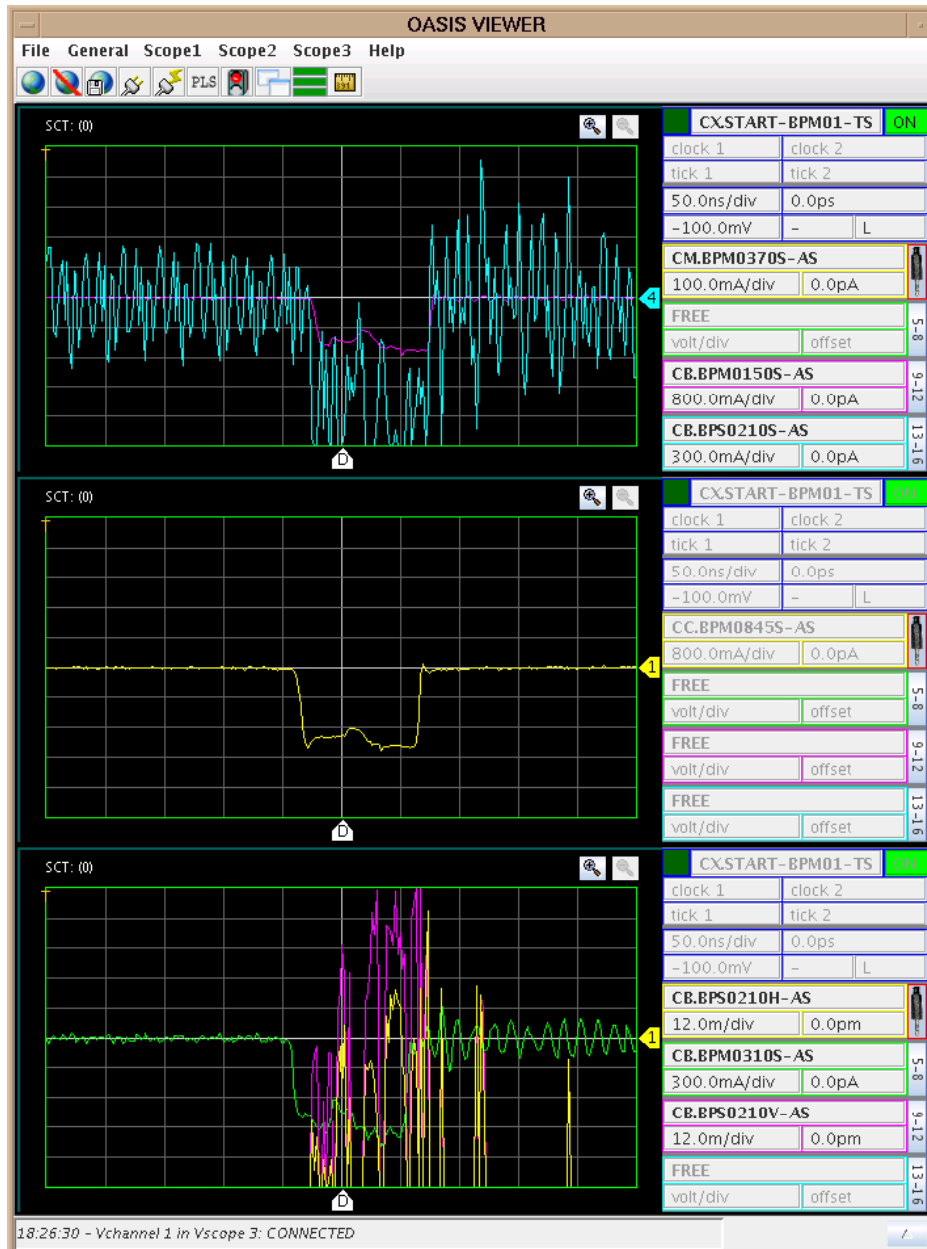 OASIS VIEWER
File General Scope1 Scope2 Scope3 Help
PLS
SCT: (0)
CX.START-BPM01-TS ON
clock 1 clock 2
tick 1 tick 2
50.0ns/div 0.0ps
-100.0mV - L
CM.BPM0370S-AS
100.0mA/div 0.0pA
FREE
volt/div offset
5-8
CB.BPM0150S-AS
800.0mA/div 0.0pA
9-12
CB.BPS0210S-AS
300.0mA/div 0.0pA
13-16
4
D
SCT: (0)
CX.START-BPM01-TS ON
clock 1 clock 2
tick 1 tick 2
50.0ns/div 0.0ps
-100.0mV - L
CC.BPM0845S-AS
800.0mA/div 0.0pA
FREE
volt/div offset
5-8
FREE
volt/div offset
9-12
FREE
volt/div offset
13-16
1
D
SCT: (0)
CX.START-BPM01-TS ON
clock 1 clock 2
tick 1 tick 2
50.0ns/div 0.0ps
-100.0mV - L
CB.BPS0210H-AS
12.0m/div 0.0pm
CB.BPM0310S-AS
300.0mA/div 0.0pA
5-8
CB.BPS0210V-AS
12.0m/div 0.0pm
9-12
FREE
volt/div offset
13-16
1
D
18:26:30 - Vchannel 1 in Vscope 3: CONNECTED